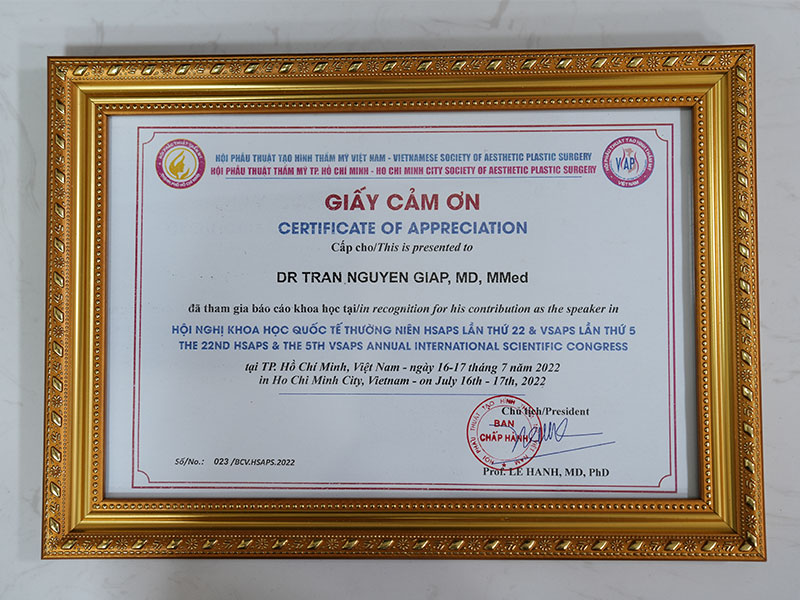 HỘI PHẪU THUẬT TẠO HÌNH THẨM MỸ VIỆT NAM - VIETNAMESE SOCIETY OF AESTHETIC PLASTIC SURGERY
HỘI PHẪU THUẬT THẨM MỸ TP. HỒ CHÍ MINH - HO CHI MINH CITY SOCIETY OF AESTHETIC PLASTIC SURGERY
VSAPS
VIỆT NAM
GIẤY CẢM ƠN
CERTIFICATE OF APPRECIATION
Cấp cho/This is presented to
DR TRAN NGUYEN GIAP, MD, MMed
đã tham gia báo cáo khoa học tại/in recognition for his contribution as the speaker in
HỘI NGHỊ KHOA HỌC QUỐC TẾ THƯỜNG NIÊN HSAPS LẦN THỨ 22 & VSAPS LẦN THỨ 5
THE 22ND HSAPS & THE 5TH VSAPS ANNUAL INTERNATIONAL SCIENTIFIC CONGRESS
tại TP. Hồ Chí Minh, Việt Nam - ngày 16-17 tháng 7 năm 2022
in Ho Chi Minh City, Vietnam - on July 16th - 17th, 2022
Chủ tịch/President
BAN
CHẤP HÀNH
Prof. LE HANH, MD, PhD
Số/No.: 023 /BCV.HSAPS.2022